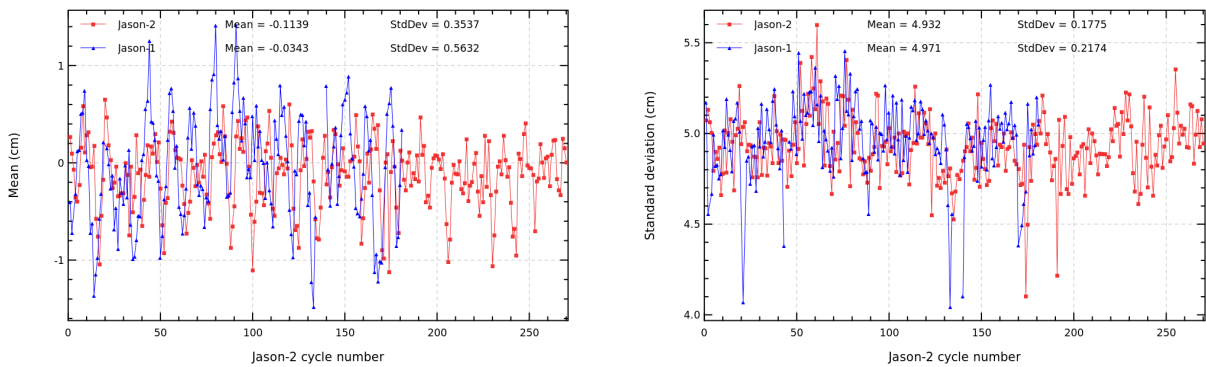 Jason-2 Mean = -0.1139 StdDev = 0.3537
Jason-1 Mean = -0.0343 StdDev = 0.5632
1
0
-1
Mean (cm)
0 50 100 150 200 250
Jason-2 cycle number
Jason-2 Mean = 4.932 StdDev = 0.1775
Jason-1 Mean = 4.971 StdDev = 0.2174
5.5
5.0
4.5
4.0
Standard deviation (cm)
0 50 100 150 200 250
Jason-2 cycle number